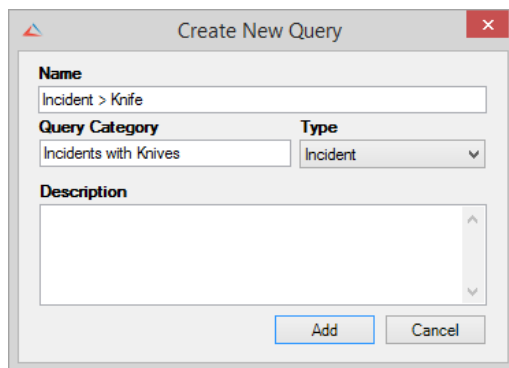 Create New Query
Name
Incident > Knife
Query Category
Type
Incidents with Knives
Incident
Description
Add
Cancel